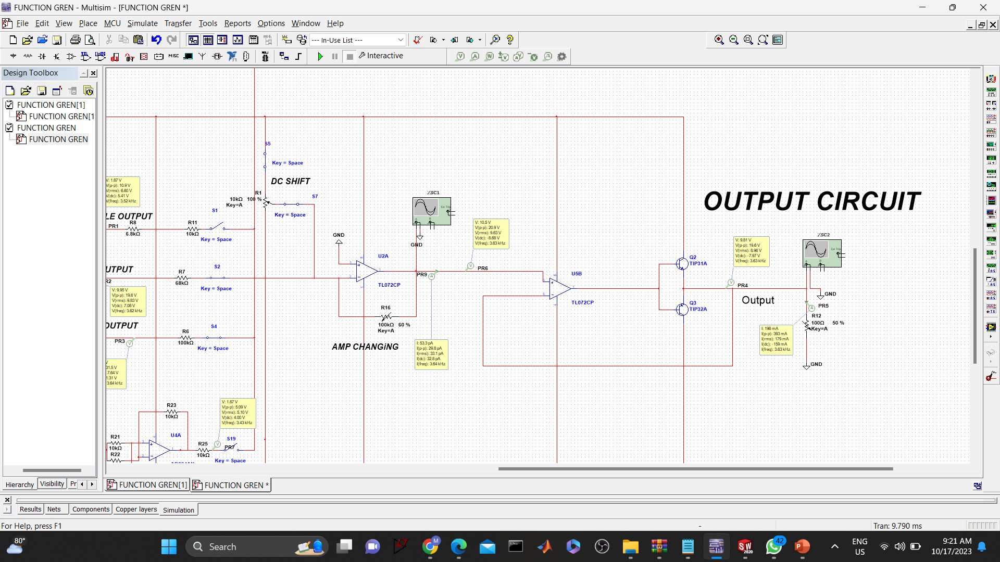 FUNCTION GREN - Multisim - [FUNCTION GREN *]
File Edit View Place MCU Simulate Transfer Tools Reports Options Window Help
--- In-Use List ---
Interactive
Design Toolbox
FUNCTION GREN[1]
FUNCTION GREN[1
FUNCTION GREN
FUNCTION GREN
S5
Key = Space
DC SHIFT
V: 1.87 V
V(p-p): 10.9 V
V(rms): 6.60 V
V(dc): 5.41 V
V(freq): 3.52 kHz
R1
10kΩ 100 %
Key=A
S7
Key = Space
XSC1
Ext Trig
OUTPUT CIRCUIT
LE OUTPUT
PR1
R8
6.8kΩ
R11
10kΩ
S1
Key = Space
GND
GND
V: 10.5 V
V(p-p): 20.9 V
V(rms): 9.63 V
V(dc): -8.68 V
V(freq): 3.63 kHz
V: 9.81 V
V(p-p): 19.6 V
V(rms): 8.96 V
V(dc): -7.97 V
V(freq): 3.63 kHz
XSC2
Ext Trig
UTPUT
R2
R7
68kΩ
S2
Key = Space
U2A
TL072CP
PR9
PR6
U5B
TL072CP
Q2
TIP31A
Q3
TIP32A
PR4
Output
GND
PR5
V: 9.95 V
V(p-p): 19.6 V
V(rms): 9.83 V
V(dc): 7.08 V
V(freq): 3.62 kHz
R16
100kΩ 60 %
Key=A
R12
100Ω 50 %
Key=A
OUTPUT
PR3
R6
100kΩ
S4
Key = Space
AMP CHANGiNG
I: 53.3 pA
I(p-p): 29.8 pA
I(rms): 33.1 pA
I(dc): 32.8 pA
I(freq): 3.64 kHz
I: 196 mA
I(p-p): 393 mA
I(rms): 179 mA
I(dc): -159 mA
I(freq): 3.63 kHz
GND
V
31.5 V
7.64 V
1.31 V
3.64 kHz
R23
10kΩ
V: 1.87 V
V(p-p): 5.09 V
V(rms): 5.10 V
V(dc): 4.00 V
V(freq): 3.43 kHz
R21
10kΩ
R22
U4A
R25
10kΩ
PR7
S19
Key = Space
Hierarchy Visibility Pr
FUNCTION GREN[1] FUNCTION GREN *
Results Nets Components Copper layers Simulation
For Help, press F1
-
Tran: 9.790 ms
80°
Search
42
ENG
US
9:21 AM
10/17/2023